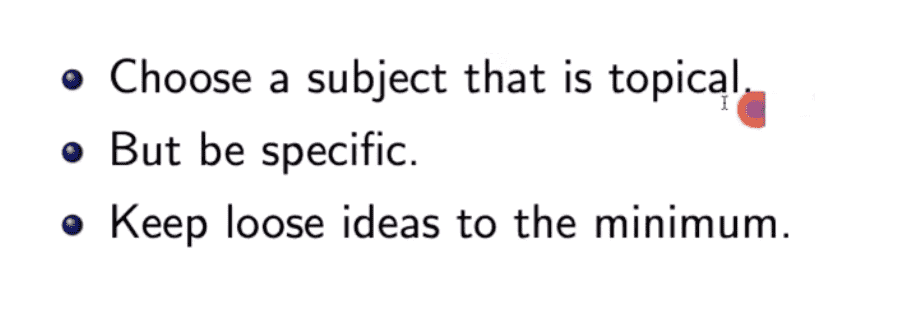 Choose a subject that is topical.
But be specific.
Keep loose ideas to the minimum.